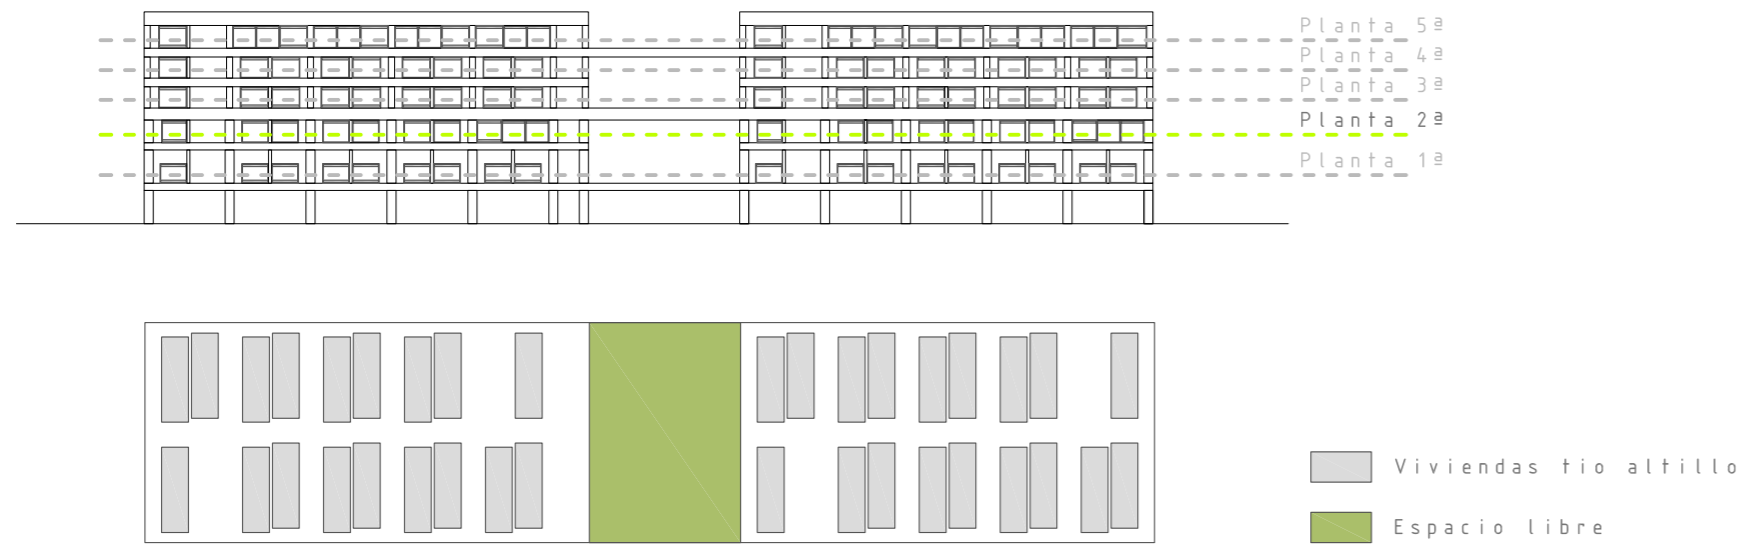 Planta 5ª
Planta 4ª
Planta 3ª
Planta 2ª
Planta 1ª
Viviendas tio altillo
Espacio libre